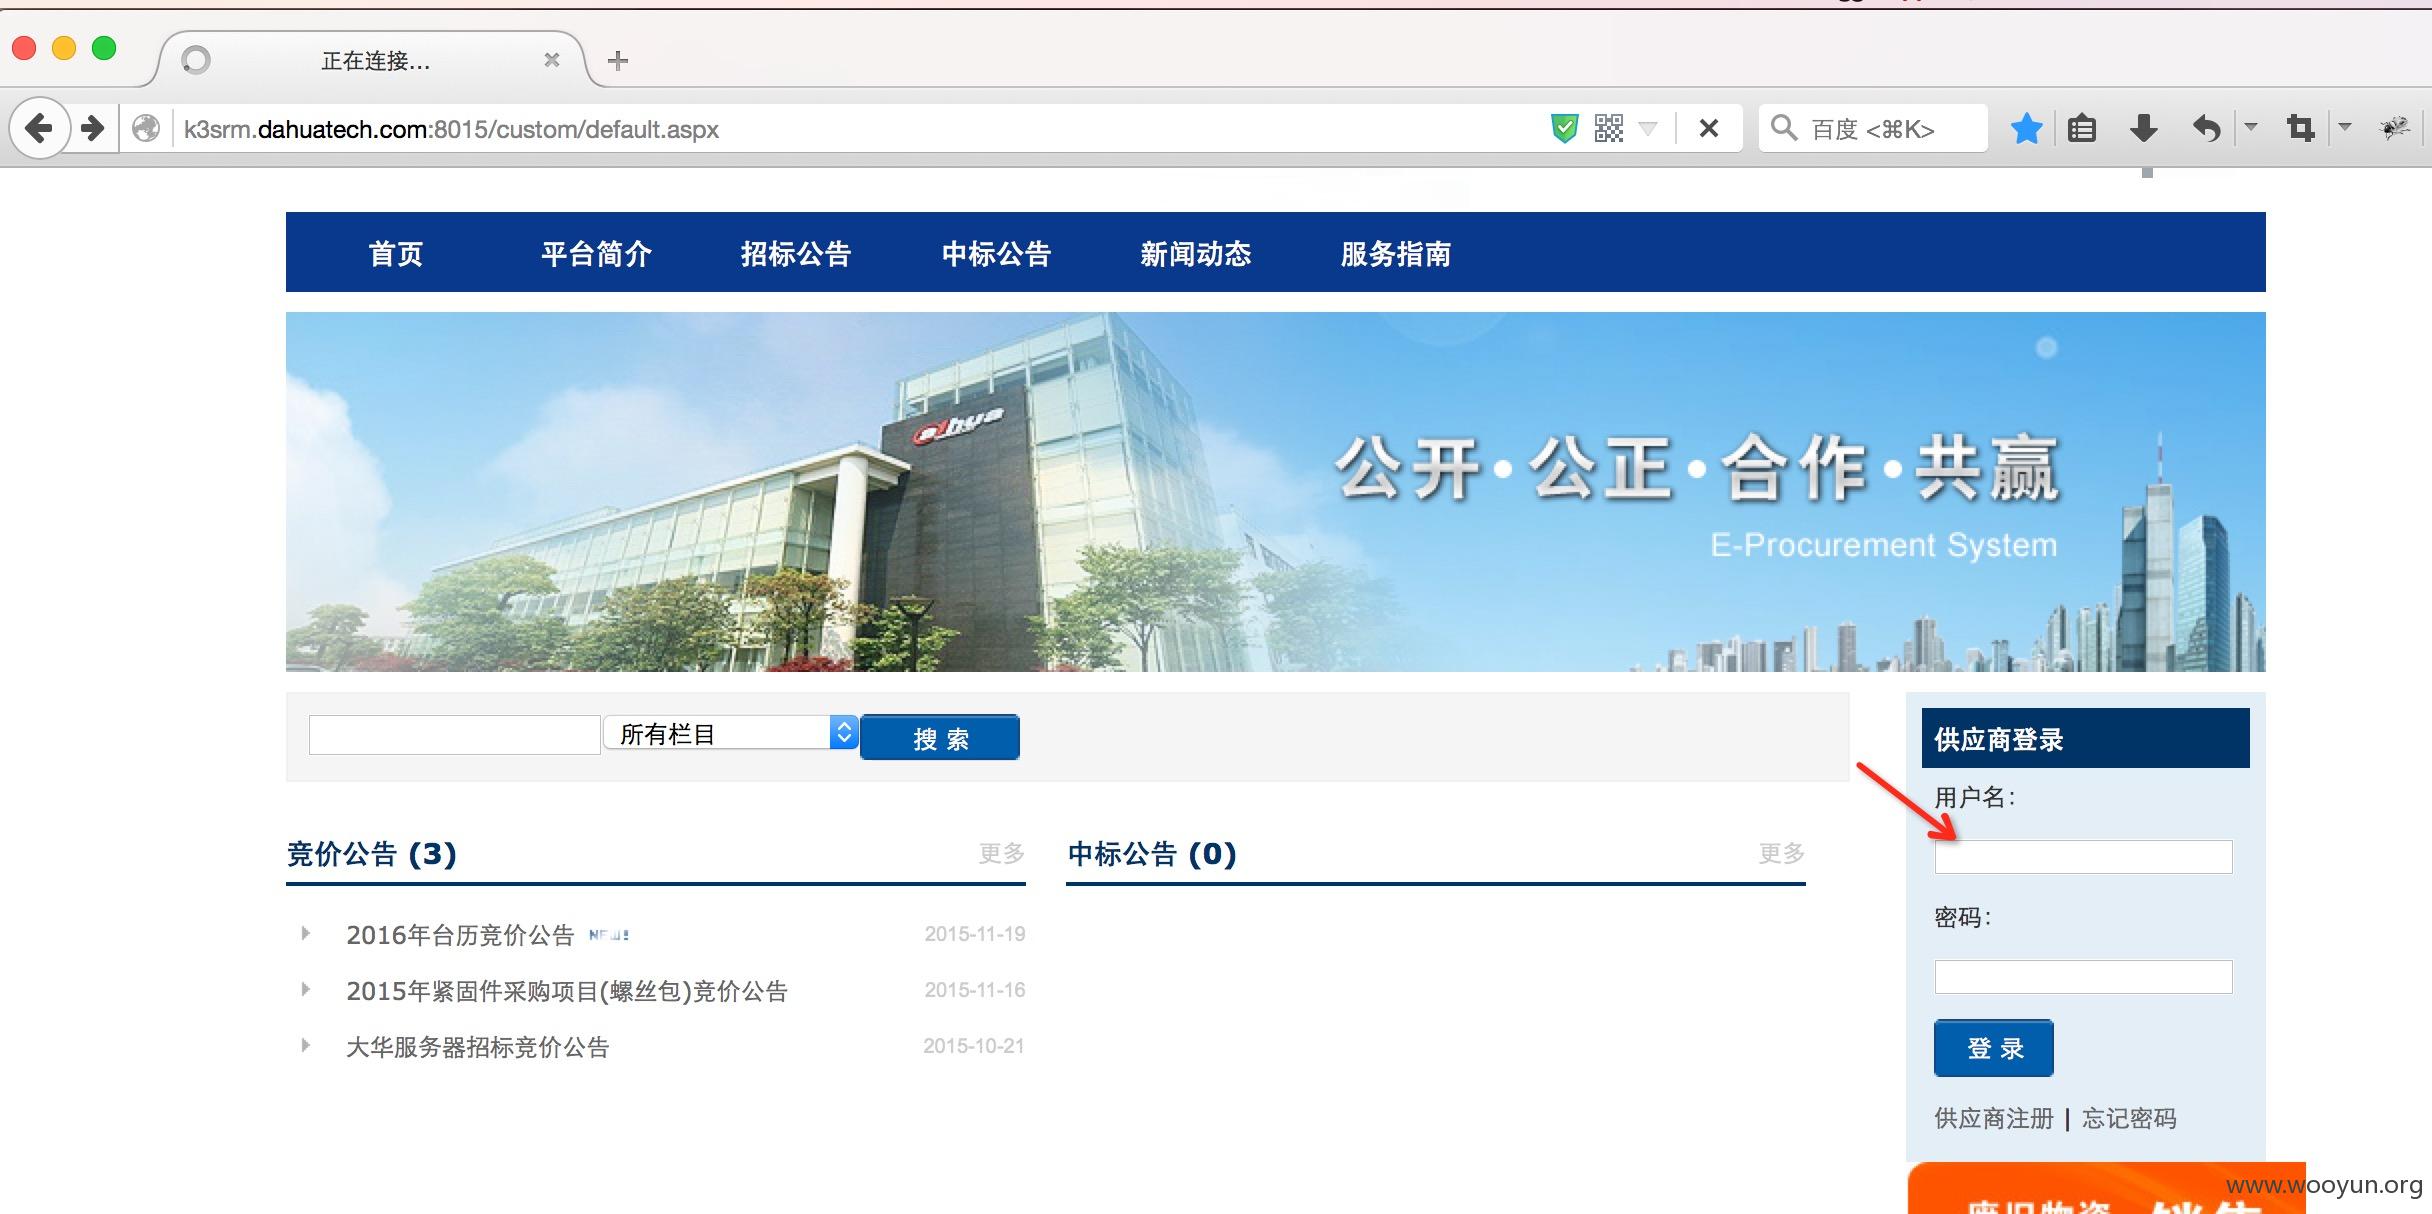 正在连接...
k3srm.dahuatech.com:8015/custom/default.aspx
百度 <⌘K>
首页 平台简介 招标公告 中标公告 新闻动态 服务指南
alhua
公开·公正·合作·共赢
E-Procurement System
所有栏目 搜 索
供应商登录
用户名：
密码：
登 录
供应商注册 | 忘记密码
竞价公告 (3) 更多
2016年台历竞价公告 NEW! 2015-11-19
2015年紧固件采购项目(螺丝包)竞价公告 2015-11-16
大华服务器招标竞价公告 2015-10-21
中标公告 (0) 更多
废旧物资 销售
www.wooyun.org